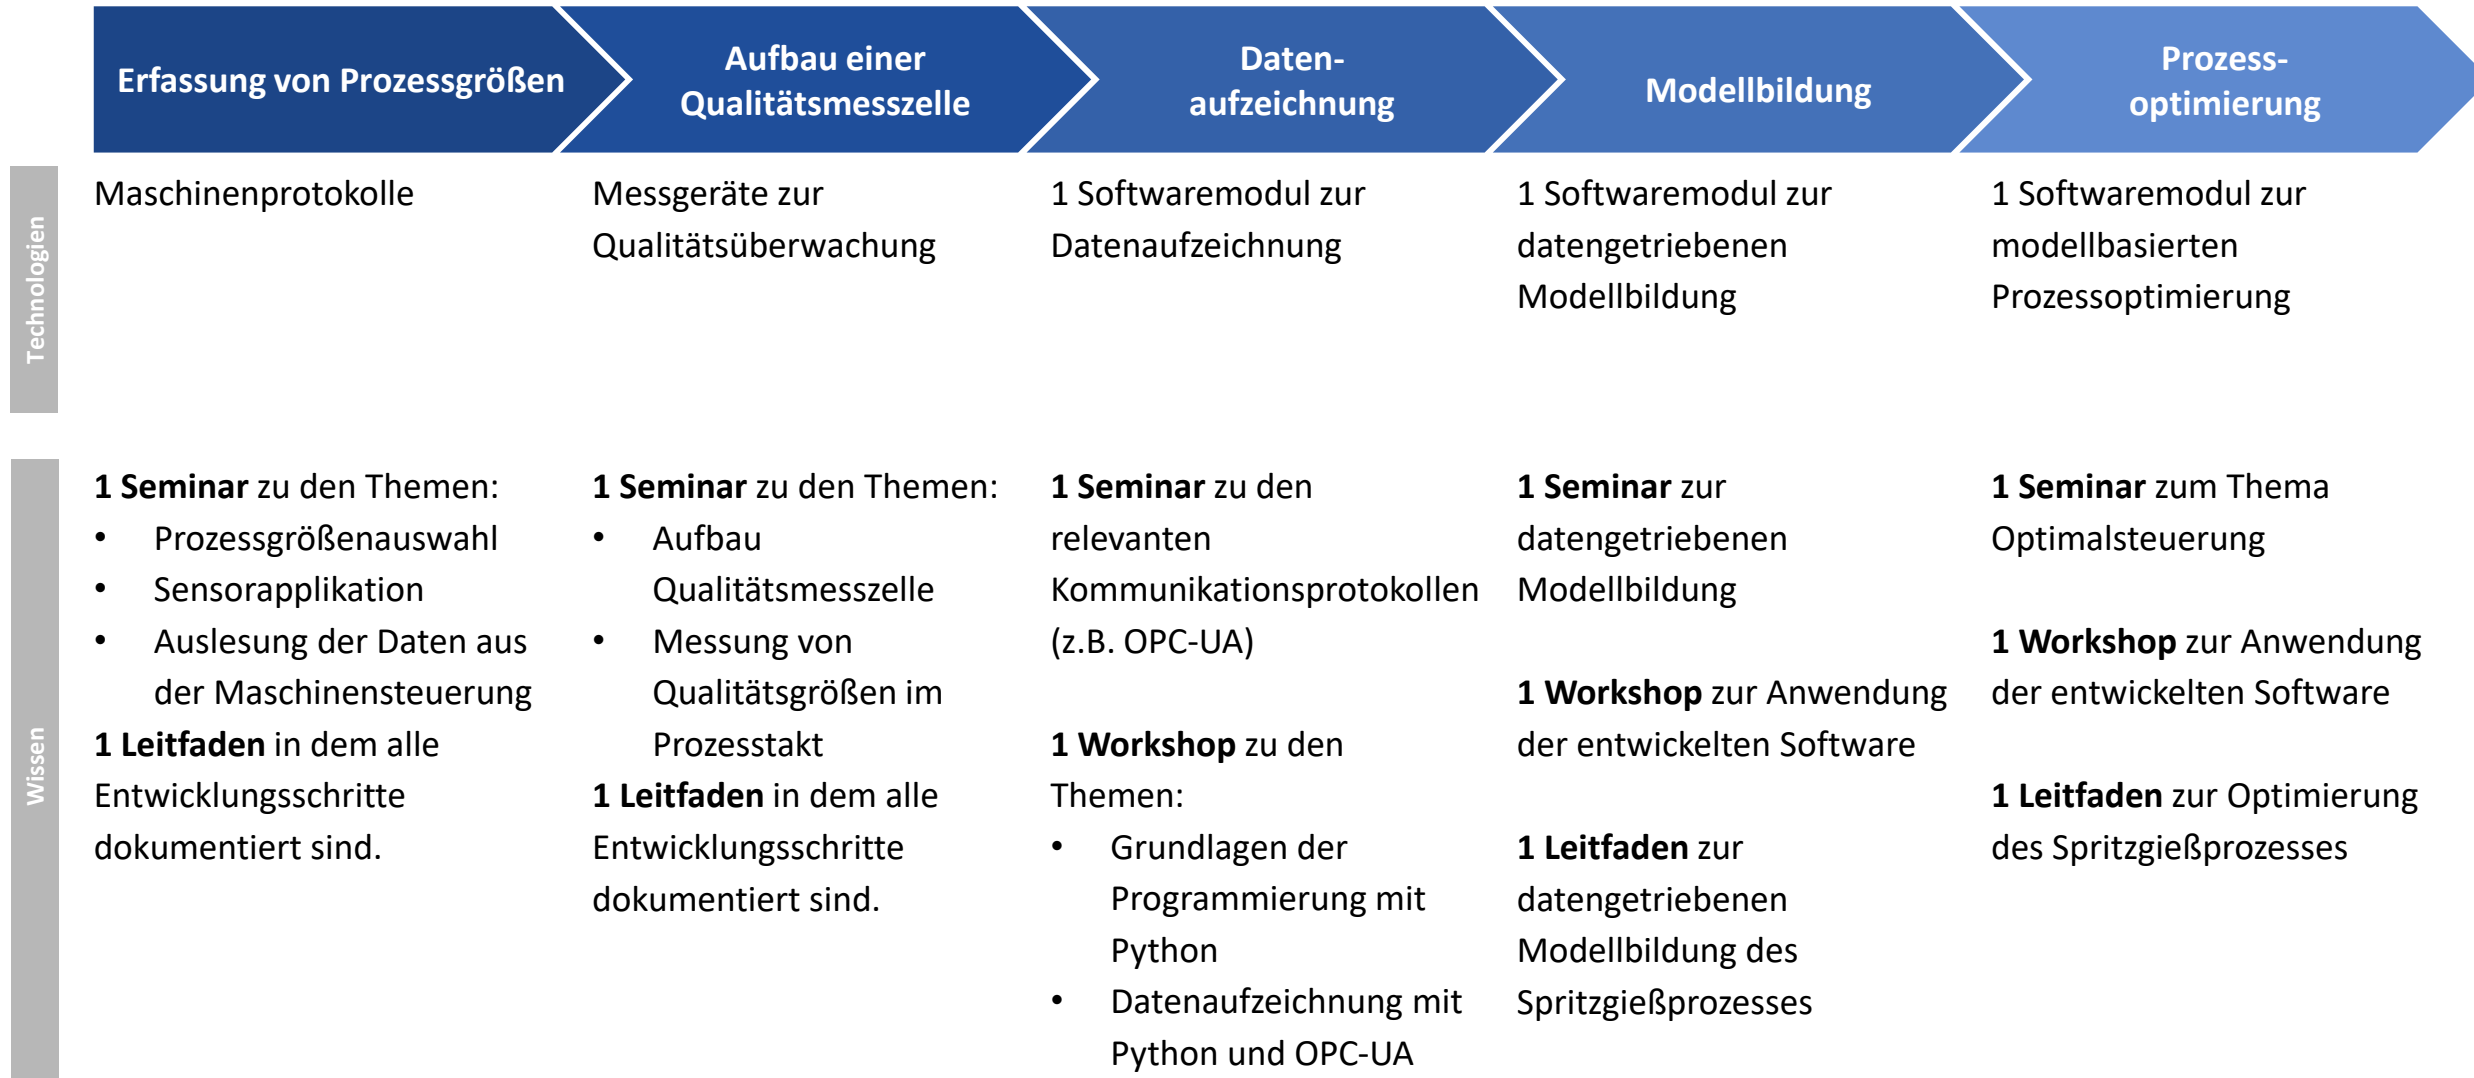 Erfassung von Prozessgrößen
Aufbau einer
Qualitätsmesszelle
Daten-
aufzeichnung
Modellbildung
Prozess-
optimierung
Technologien
Maschinenprotokolle
Messgeräte zur
Qualitätsüberwachung
1 Softwaremodul zur
Datenaufzeichnung
1 Softwaremodul zur
datengetriebenen
Modellbildung
1 Softwaremodul zur
modellbasierten
Prozessoptimierung
Wissen
1 Seminar zu den Themen:
• Prozessgrößenauswahl
• Sensorapplikation
• Auslesung der Daten aus
der Maschinensteuerung
1 Leitfaden in dem alle
Entwicklungsschritte
dokumentiert sind.
1 Seminar zu den Themen:
• Aufbau
Qualitätsmesszelle
• Messung von
Qualitätsgrößen im
Prozesstakt
1 Leitfaden in dem alle
Entwicklungsschritte
dokumentiert sind.
1 Seminar zu den
relevanten
Kommunikationsprotokollen
(z.B. OPC-UA)
1 Workshop zu den
Themen:
• Grundlagen der
Programmierung mit
Python
• Datenaufzeichnung mit
Python und OPC-UA
1 Seminar zur
datengetriebenen
Modellbildung
1 Workshop zur Anwendung
der entwickelten Software
1 Leitfaden zur
datengetriebenen
Modellbildung des
Spritzgießprozesses
1 Seminar zum Thema
Optimalsteuerung
1 Workshop zur Anwendung
der entwickelten Software
1 Leitfaden zur Optimierung
des Spritzgießprozesses